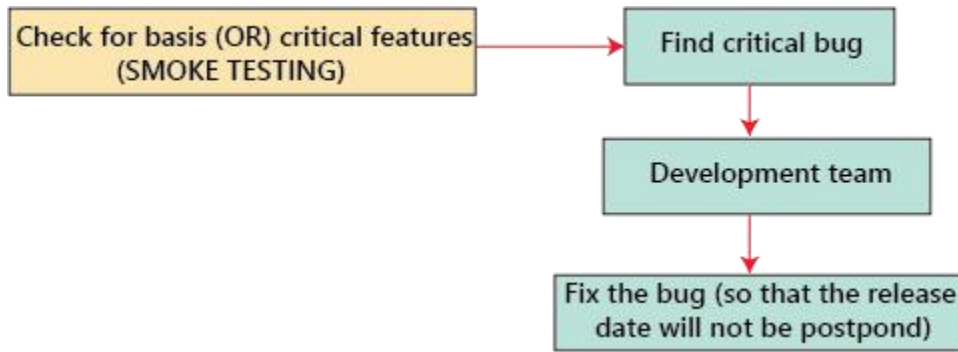 Check for basis (OR) critical features
(SMOKE TESTING)
Find critical bug
Development team
Fix the bug (so that the release
date will not be postpond)